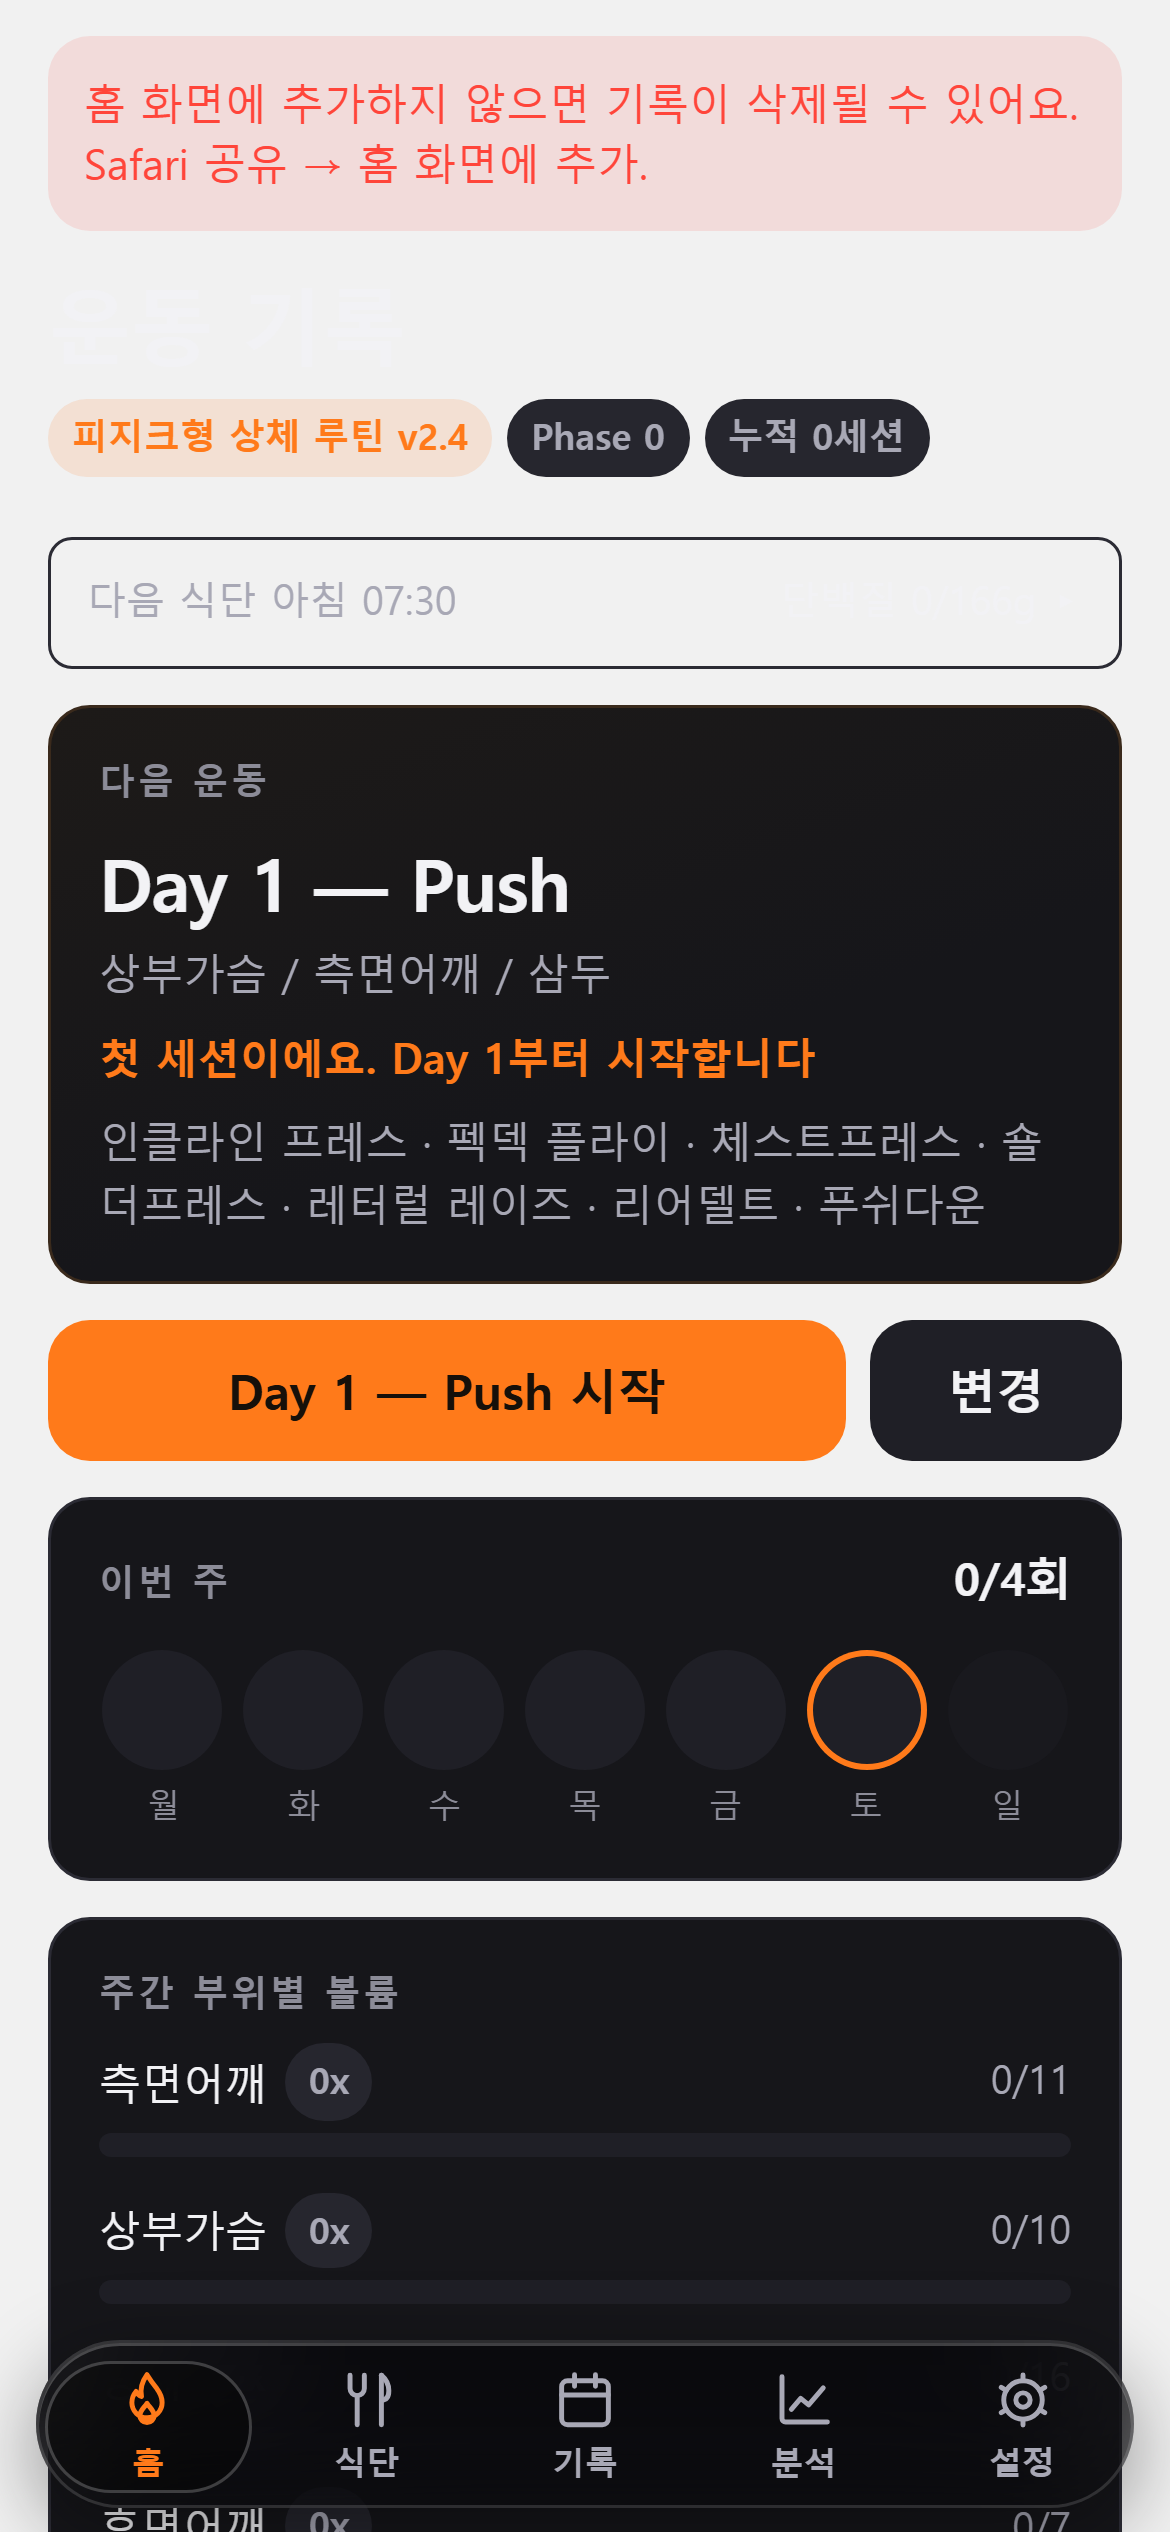 홈 화면에 추가하지 않으면 기록이 삭제될 수 있어요.
Safari 공유 → 홈 화면에 추가.
운동 기록
피지크형 상체 루틴 v2.4
Phase 0
누적 0세션
다음 식단 아침 07:30
다음 운동
Day 1 — Push
상부가슴 / 측면어깨 / 삼두
첫 세션이에요. Day 1부터 시작합니다
인클라인 프레스 · 펙덱 플라이 · 체스트프레스 · 숄
더프레스 · 레터럴 레이즈 · 리어델트 · 푸쉬다운
Day 1 — Push 시작
변경
이번 주
0/4회
월 화 수 목 금 토 일
주간 부위별 볼륨
측면어깨 0x 0/11
상부가슴 0x 0/10
홈 식단 기록 분석 설정
후면어깨 0x 0/7